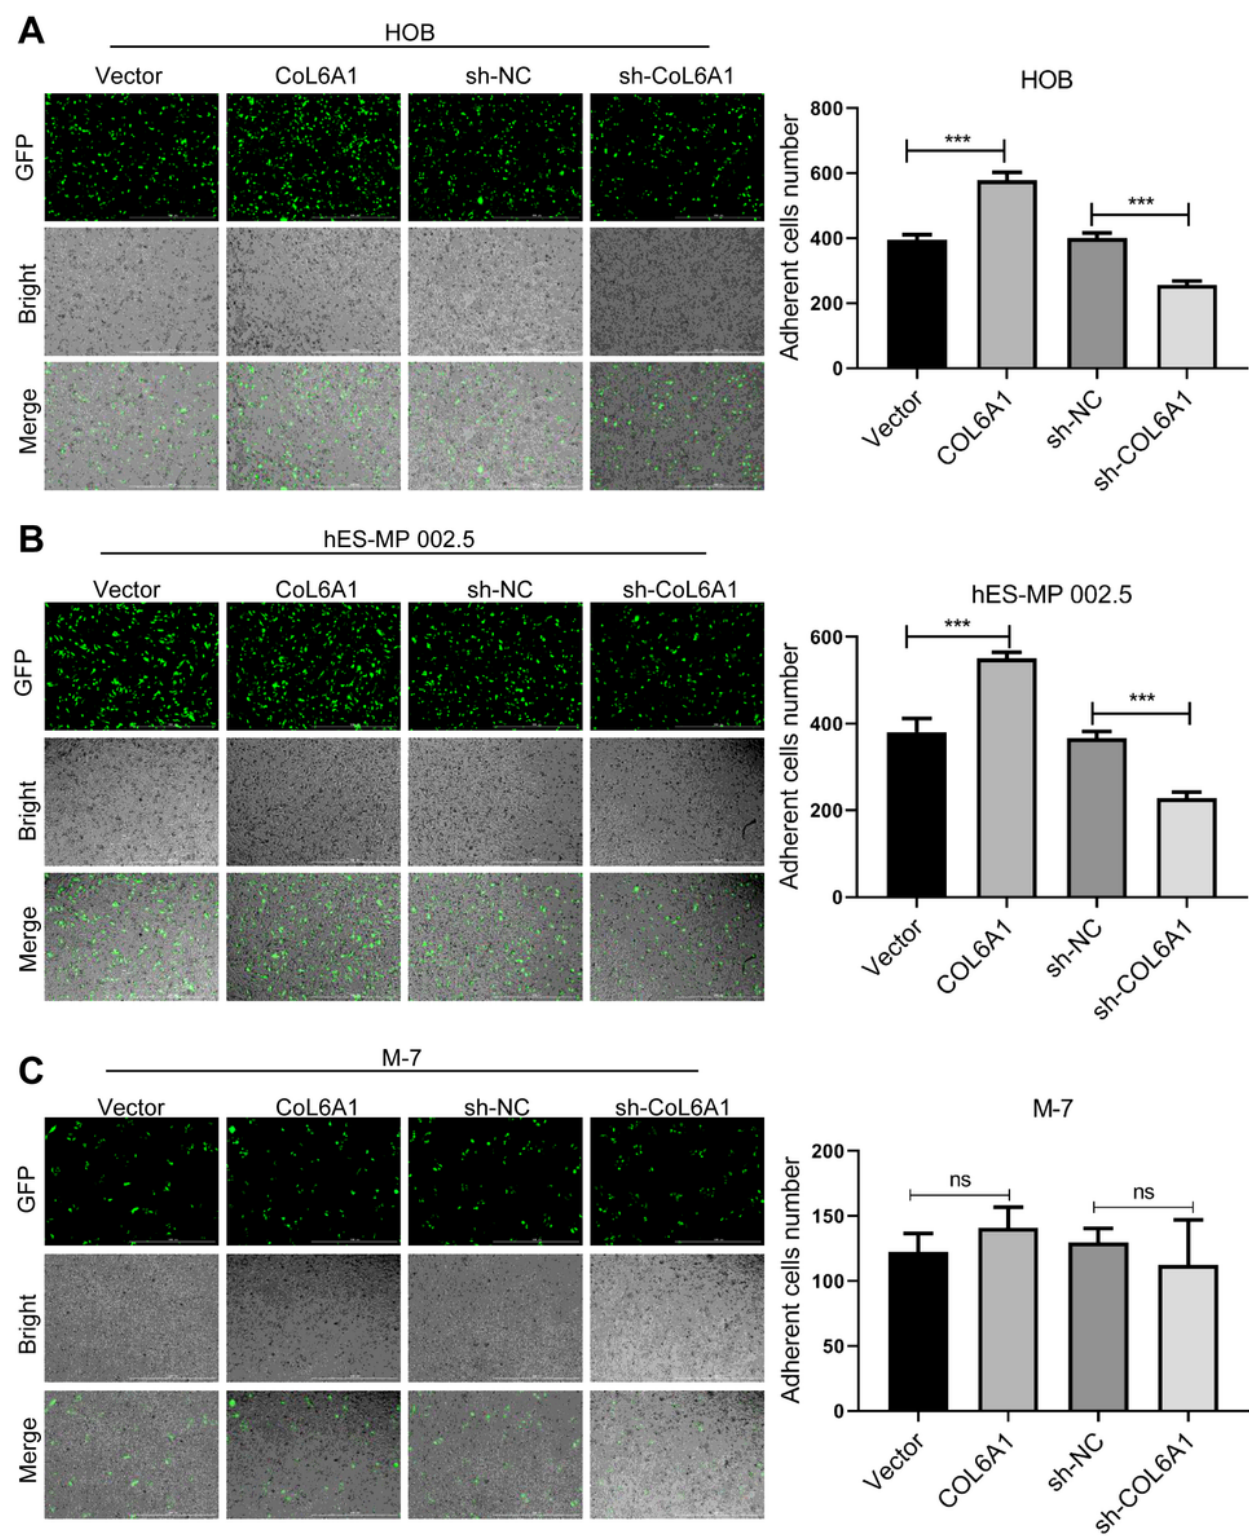 A
HOB
Vector CoL6A1 sh-NC sh-CoL6A1
GFP
Bright
Merge
HOB
Adherent cells number
800
600
400
200
0
***
***
Vector
COL6A1
sh-NC
sh-COL6A1
B
hES-MP 002.5
Vector CoL6A1 sh-NC sh-CoL6A1
GFP
Bright
Merge
hES-MP 002.5
Adherent cells number
600
400
200
0
***
***
Vector
COL6A1
sh-NC
sh-COL6A1
C
M-7
Vector CoL6A1 sh-NC sh-CoL6A1
GFP
Bright
Merge
M-7
Adherent cells number
200
150
100
50
0
ns
ns
Vector
COL6A1
sh-NC
sh-COL6A1